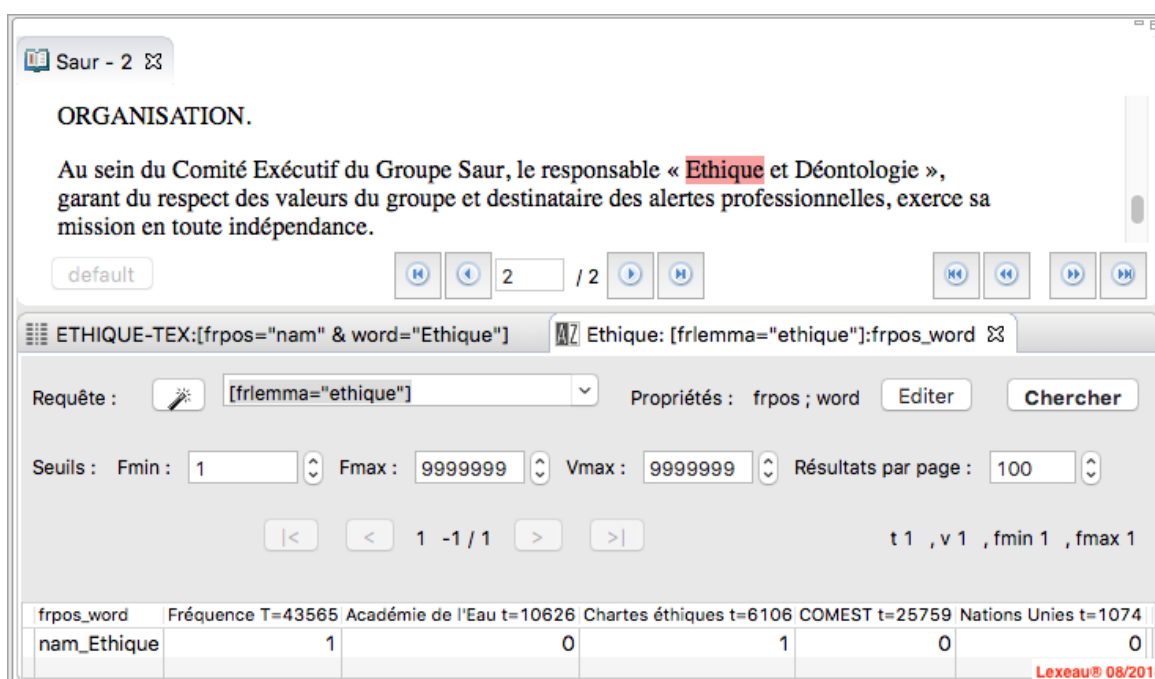 Saur - 2
ORGANISATION.
Au sein du Comité Exécutif du Groupe Saur, le responsable « Ethique et Déontologie »,
garant du respect des valeurs du groupe et destinataire des alertes professionnelles, exerce sa
mission en toute indépendance.
default 2 / 2
ETHIQUE-TEX:[frpos="nam" & word="Ethique"] AZ Ethique: [frlemma="ethique"]:frpos_word
Requête : [frlemma="ethique"] Propriétés : frpos ; word Editer Chercher
Seuils : Fmin : 1 Fmax : 9999999 Vmax : 9999999 Résultats par page : 100
|< < 1 -1 / 1 > >| t 1 , v 1 , fmin 1 , fmax 1
frpos_word Fréquence T=43565 Académie de l'Eau t=10626 Chartes éthiques t=6106 COMEST t=25759 Nations Unies t=1074
nam_Ethique 1 0 1 0 0
Lexeau® 08/201